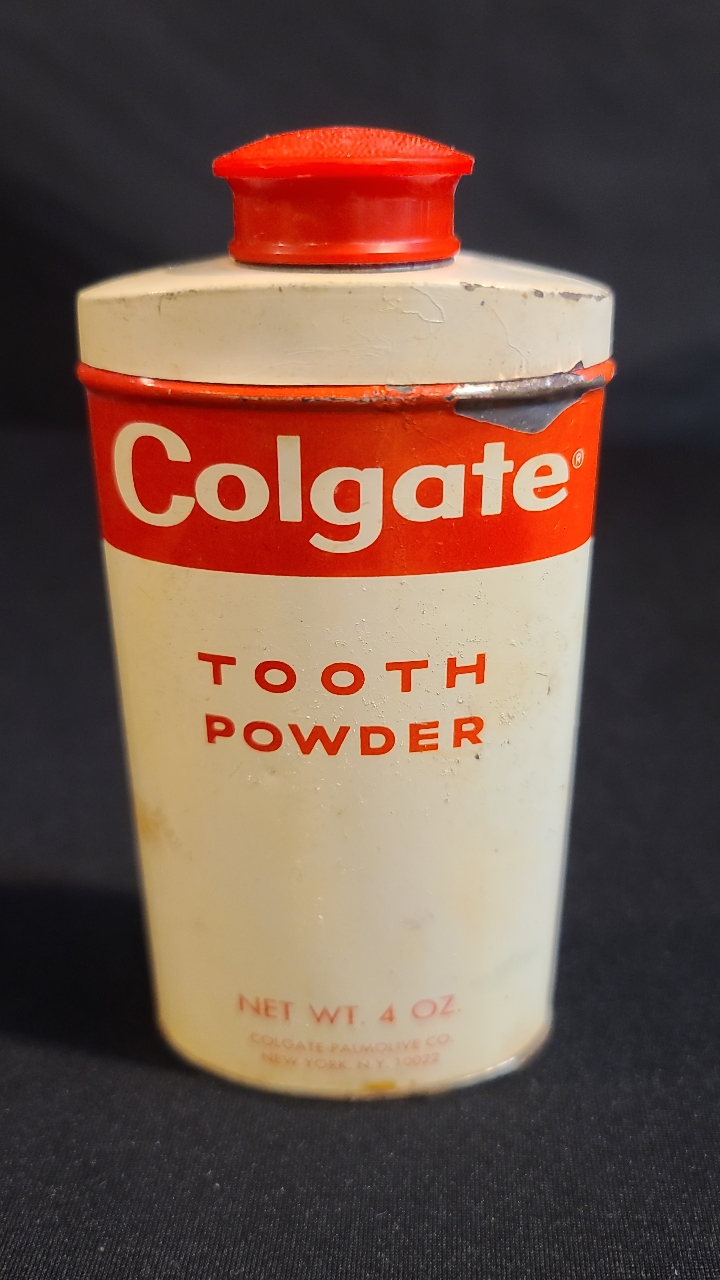 Colgate®
TOOTH
POWDER
NET WT. 4 OZ.
COLGATE-PALMOLIVE CO.
NEW YORK, N.Y. 10022